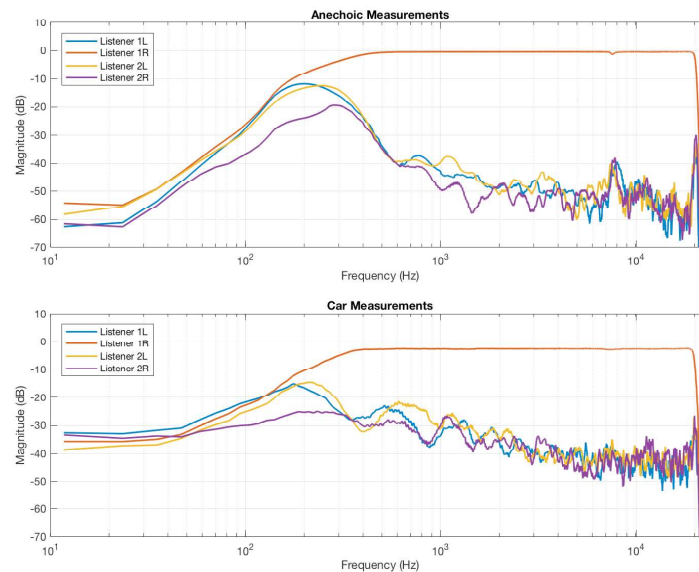 Anechoic Measurements
10
0
-10
-20
-30
-40
-50
-60
-70
Magnitude (dB)
Listener 1L
Listener 1R
Listener 2L
Listener 2R
10^1
10^2
10^3
10^4
Frequency (Hz)
Car Measurements
10
0
-10
-20
-30
-40
-50
-60
-70
Magnitude (dB)
Listener 1L
Listener 1R
Listener 2L
Listener 2R
10^1
10^2
10^3
10^4
Frequency (Hz)